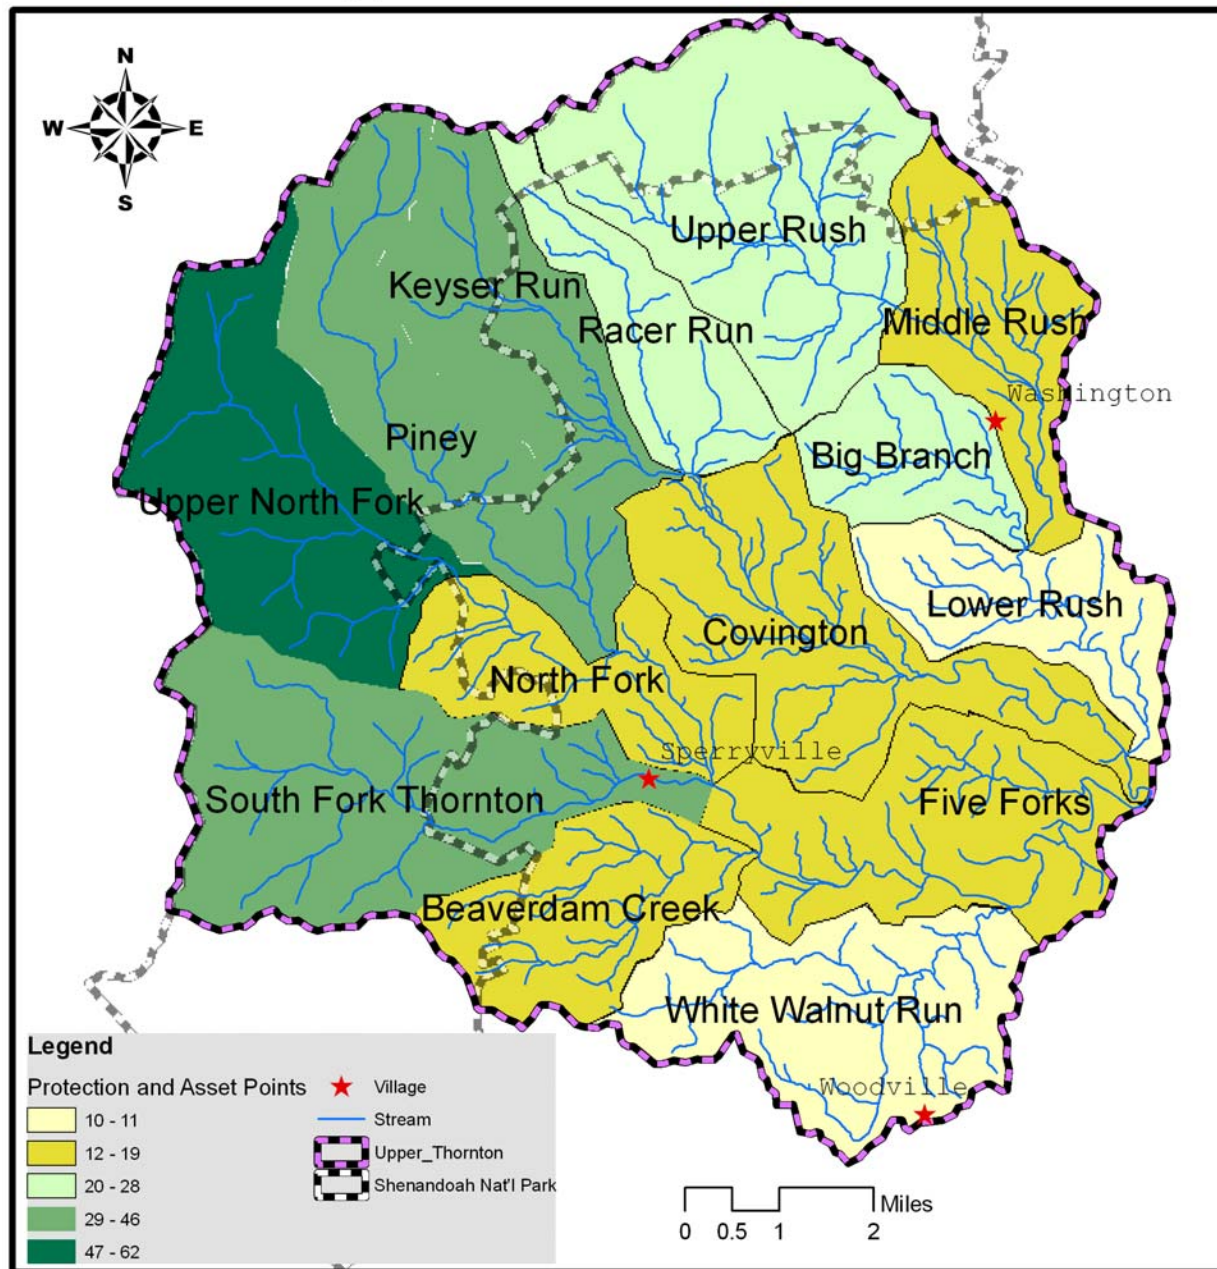 N
W E
S
Upper Rush
Keyser Run
Racer Run
Middle Rush
Washington
Piney
Big Branch
Upper North Fork
Lower Rush
Covington
North Fork
Sperryville
South Fork Thornton
Five Forks
Beaverdam Creek
White Walnut Run
Woodville
Legend
Protection and Asset Points
10 - 11
12 - 19
20 - 28
29 - 46
47 - 62
Village
Stream
Upper_Thornton
Shenandoah Nat'l Park
Miles
0 0.5 1 2